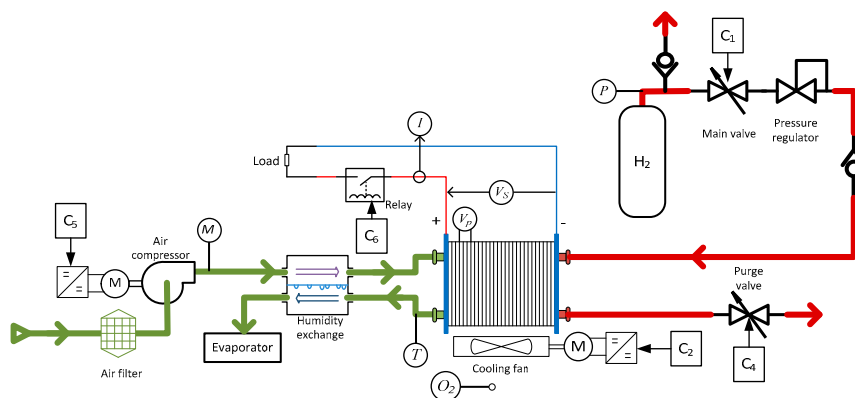 C1
P
Main valve
Pressure
regulator
H2
I
Load
Relay
VS
+
-
Vp
C6
C5
Air
compressor
M
M
Humidity
exchange
Evaporator
Air filter
T
Cooling fan
M
C2
O2
Purge
valve
C4